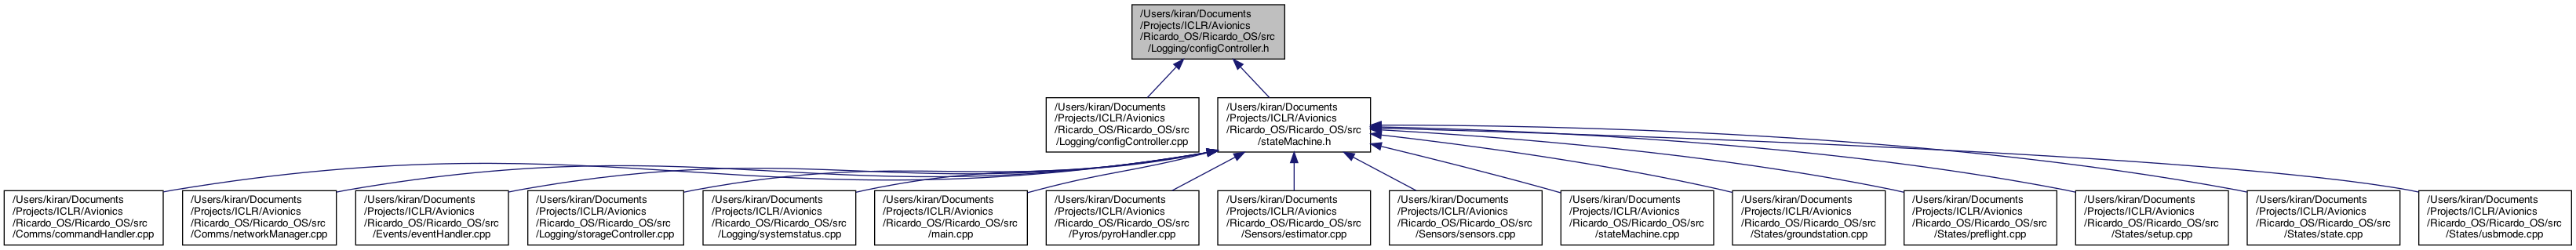 /Users/kiran/Documents
/Projects/ICLR/Avionics
/Ricardo_OS/Ricardo_OS/src
/Logging/configController.h
/Users/kiran/Documents
/Projects/ICLR/Avionics
/Ricardo_OS/Ricardo_OS/src
/Logging/configController.cpp
/Users/kiran/Documents
/Projects/ICLR/Avionics
/Ricardo_OS/Ricardo_OS/src
/stateMachine.h
/Users/kiran/Documents
/Projects/ICLR/Avionics
/Ricardo_OS/Ricardo_OS/src
/Comms/commandHandler.cpp
/Users/kiran/Documents
/Projects/ICLR/Avionics
/Ricardo_OS/Ricardo_OS/src
/Comms/networkManager.cpp
/Users/kiran/Documents
/Projects/ICLR/Avionics
/Ricardo_OS/Ricardo_OS/src
/Events/eventHandler.cpp
/Users/kiran/Documents
/Projects/ICLR/Avionics
/Ricardo_OS/Ricardo_OS/src
/Logging/storageController.cpp
/Users/kiran/Documents
/Projects/ICLR/Avionics
/Ricardo_OS/Ricardo_OS/src
/Logging/systemstatus.cpp
/Users/kiran/Documents
/Projects/ICLR/Avionics
/Ricardo_OS/Ricardo_OS/src
/main.cpp
/Users/kiran/Documents
/Projects/ICLR/Avionics
/Ricardo_OS/Ricardo_OS/src
/Pyros/pyroHandler.cpp
/Users/kiran/Documents
/Projects/ICLR/Avionics
/Ricardo_OS/Ricardo_OS/src
/Sensors/estimator.cpp
/Users/kiran/Documents
/Projects/ICLR/Avionics
/Ricardo_OS/Ricardo_OS/src
/Sensors/sensors.cpp
/Users/kiran/Documents
/Projects/ICLR/Avionics
/Ricardo_OS/Ricardo_OS/src
/stateMachine.cpp
/Users/kiran/Documents
/Projects/ICLR/Avionics
/Ricardo_OS/Ricardo_OS/src
/States/groundstation.cpp
/Users/kiran/Documents
/Projects/ICLR/Avionics
/Ricardo_OS/Ricardo_OS/src
/States/preflight.cpp
/Users/kiran/Documents
/Projects/ICLR/Avionics
/Ricardo_OS/Ricardo_OS/src
/States/setup.cpp
/Users/kiran/Documents
/Projects/ICLR/Avionics
/Ricardo_OS/Ricardo_OS/src
/States/state.cpp
/Users/kiran/Documents
/Projects/ICLR/Avionics
/Ricardo_OS/Ricardo_OS/src
/States/usbmode.cpp